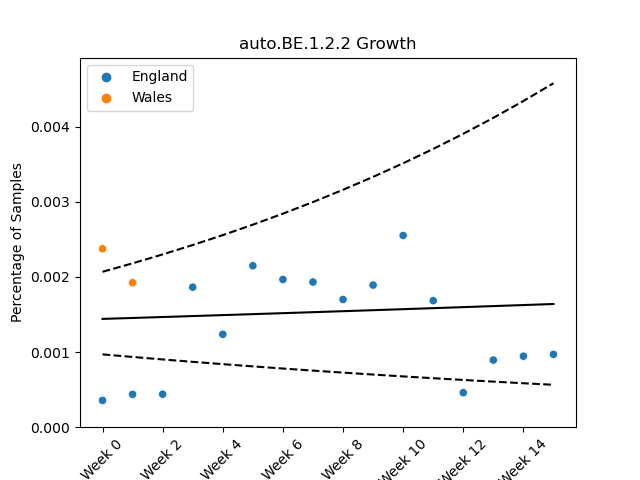 auto.BE.1.2.2 Growth
England
Wales
Percentage of Samples
0.004
0.003
0.002
0.001
0.000
Week 0
Week 2
Week 4
Week 6
Week 8
Week 10
Week 12
Week 14